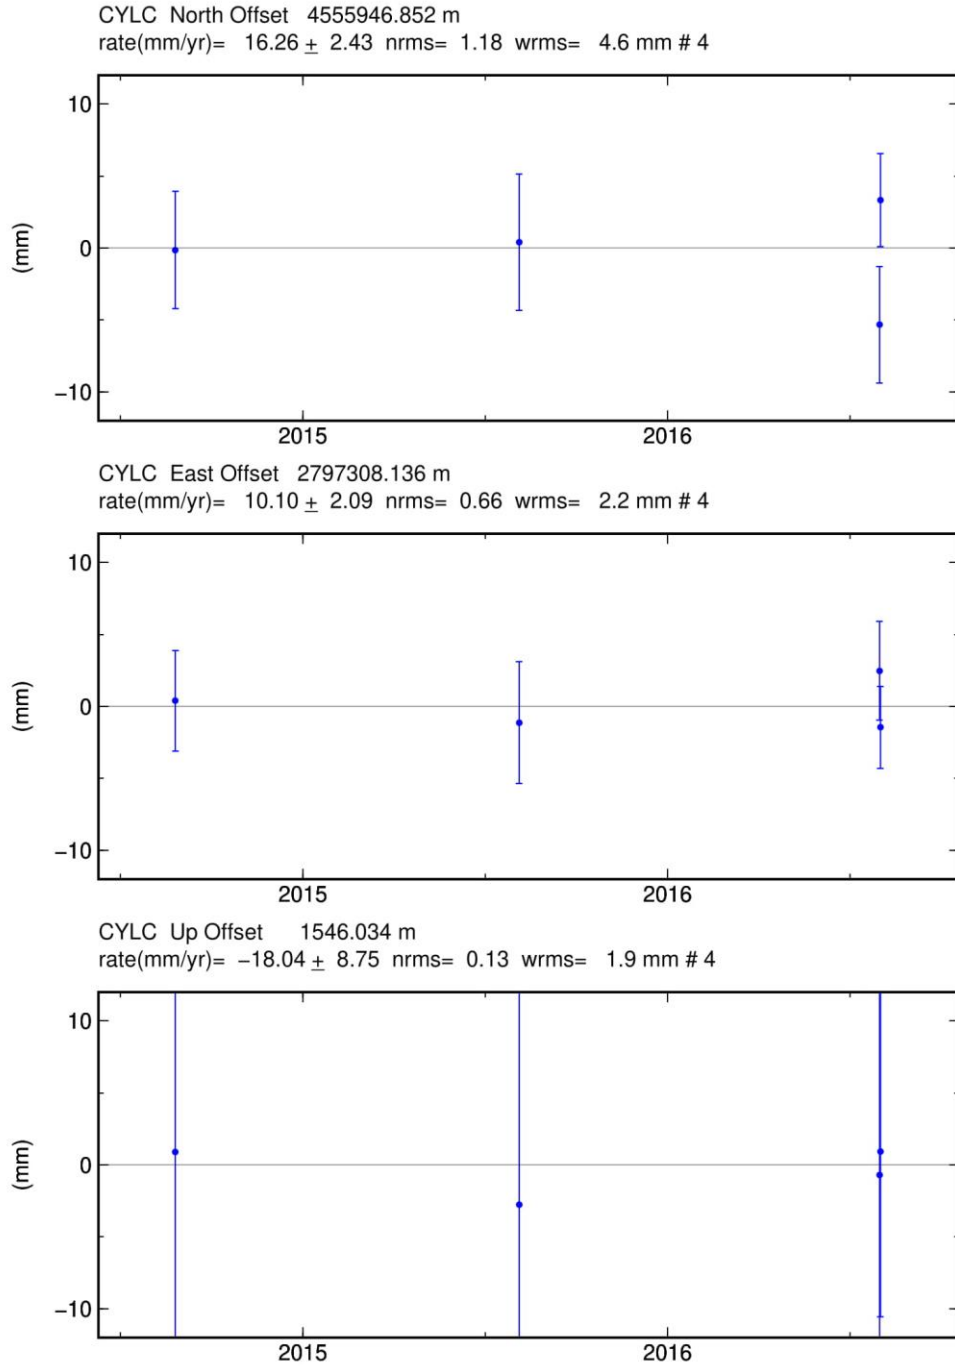 CYLC North Offset 4555946.852 m
rate(mm/yr)= 16.26 ± 2.43 nrms= 1.18 wrms= 4.6 mm # 4
10
0
−10
(mm)
2015 2016
CYLC East Offset 2797308.136 m
rate(mm/yr)= 10.10 ± 2.09 nrms= 0.66 wrms= 2.2 mm # 4
10
0
−10
(mm)
2015 2016
CYLC Up Offset 1546.034 m
rate(mm/yr)= −18.04 ± 8.75 nrms= 0.13 wrms= 1.9 mm # 4
10
0
−10
(mm)
2015 2016